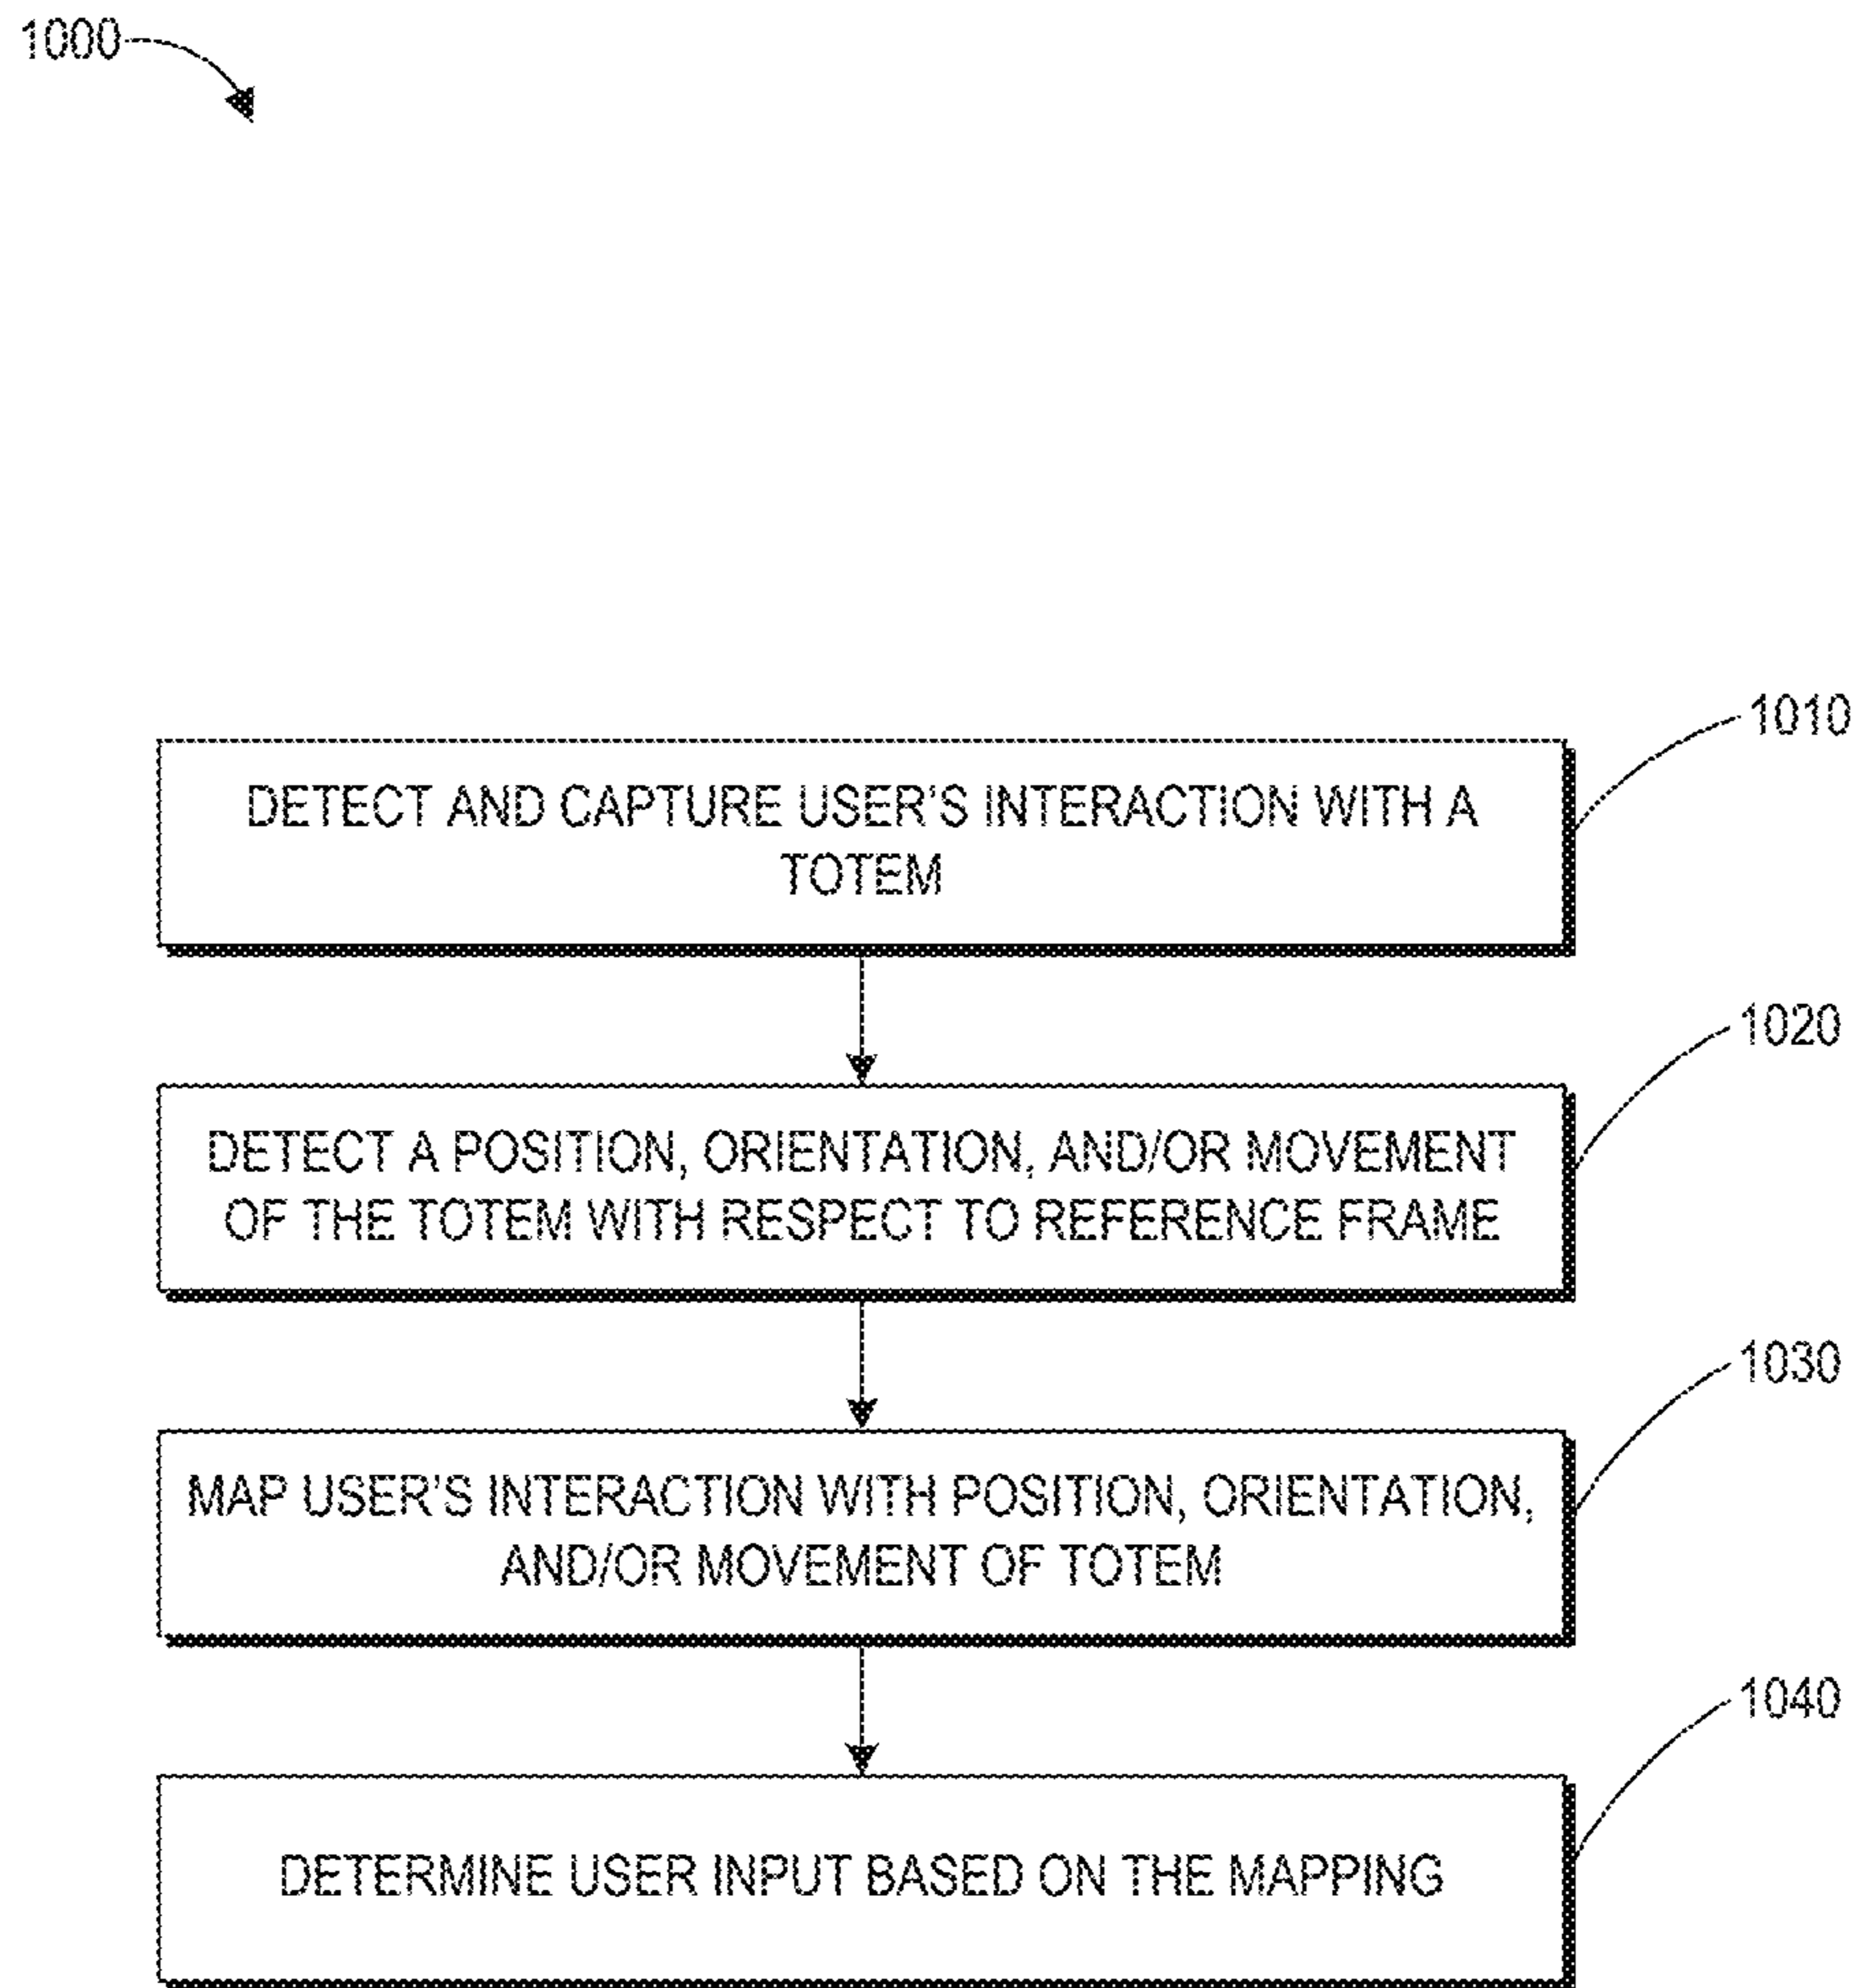 1000
1010
DETECT AND CAPTURE USER'S INTERACTION WITH A
TOTEM
1020
DETECT A POSITION, ORIENTATION, AND/OR MOVEMENT
OF THE TOTEM WITH RESPECT TO REFERENCE FRAME
1030
MAP USER'S INTERACTION WITH POSITION, ORIENTATION,
AND/OR MOVEMENT OF TOTEM
1040
DETERMINE USER INPUT BASED ON THE MAPPING